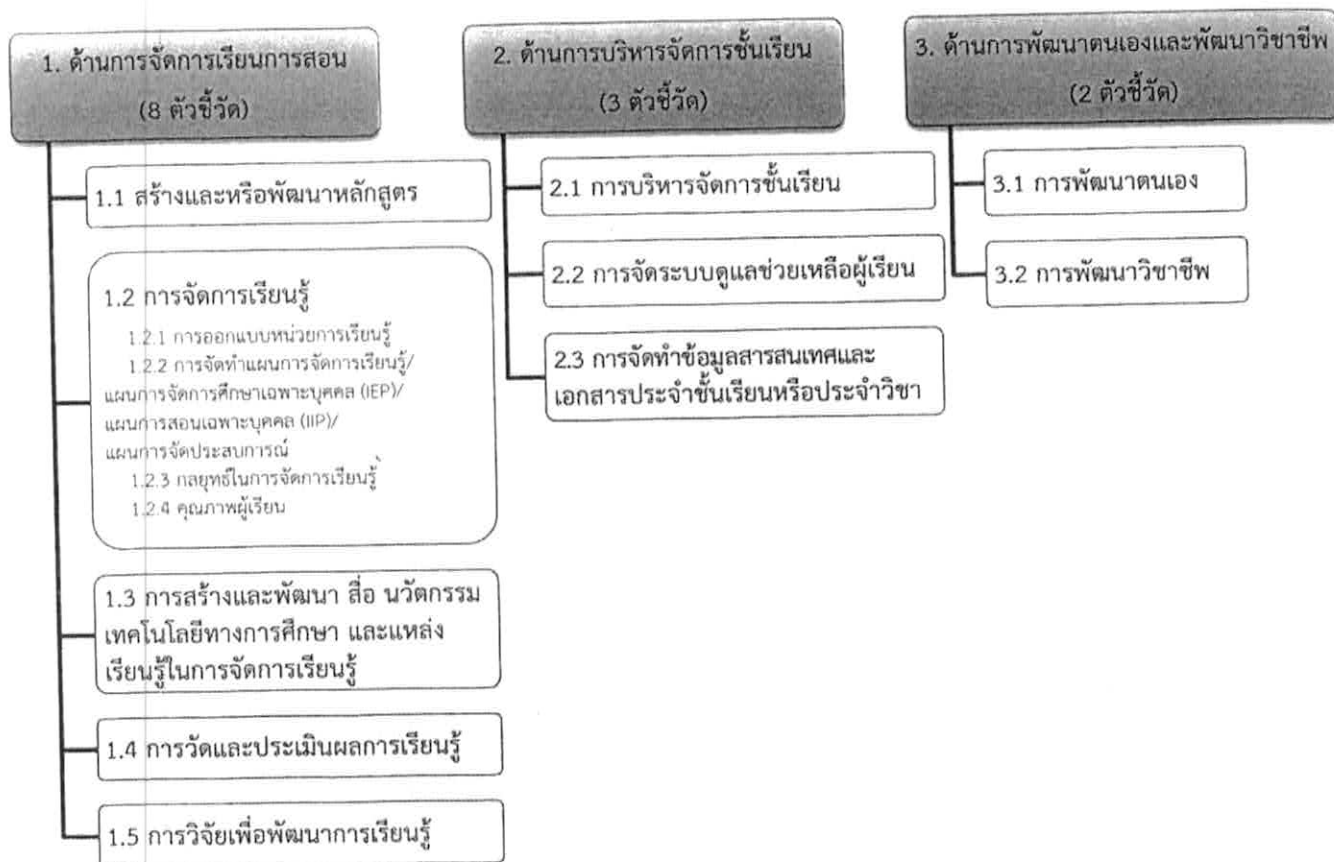 1. ด้านการจัดการเรียนการสอน
(8 ตัวชี้วัด)
1.1 สร้างและหรือพัฒนาหลักสูตร
1.2 การจัดการเรียนรู้
1.2.1 การออกแบบหน่วยการเรียนรู้
1.2.2 การจัดทำแผนการจัดการเรียนรู้/
แผนการจัดการศึกษาเฉพาะบุคคล (IEP)/
แผนการสอนเฉพาะบุคคล (IIP)/
แผนการจัดประสบการณ์
1.2.3 กลยุทธ์ในการจัดการเรียนรู้
1.2.4 คุณภาพผู้เรียน
1.3 การสร้างและพัฒนา สื่อ นวัตกรรม
เทคโนโลยีทางการศึกษา และแหล่ง
เรียนรู้ในการจัดการเรียนรู้
1.4 การวัดและประเมินผลการเรียนรู้
1.5 การวิจัยเพื่อพัฒนาการเรียนรู้
2. ด้านการบริหารจัดการชั้นเรียน
(3 ตัวชี้วัด)
2.1 การบริหารจัดการชั้นเรียน
2.2 การจัดระบบดูแลช่วยเหลือผู้เรียน
2.3 การจัดทำข้อมูลสารสนเทศและ
เอกสารประจำชั้นเรียนหรือประจำวิชา
3. ด้านการพัฒนาตนเองและพัฒนาวิชาชีพ
(2 ตัวชี้วัด)
3.1 การพัฒนาตนเอง
3.2 การพัฒนาวิชาชีพ